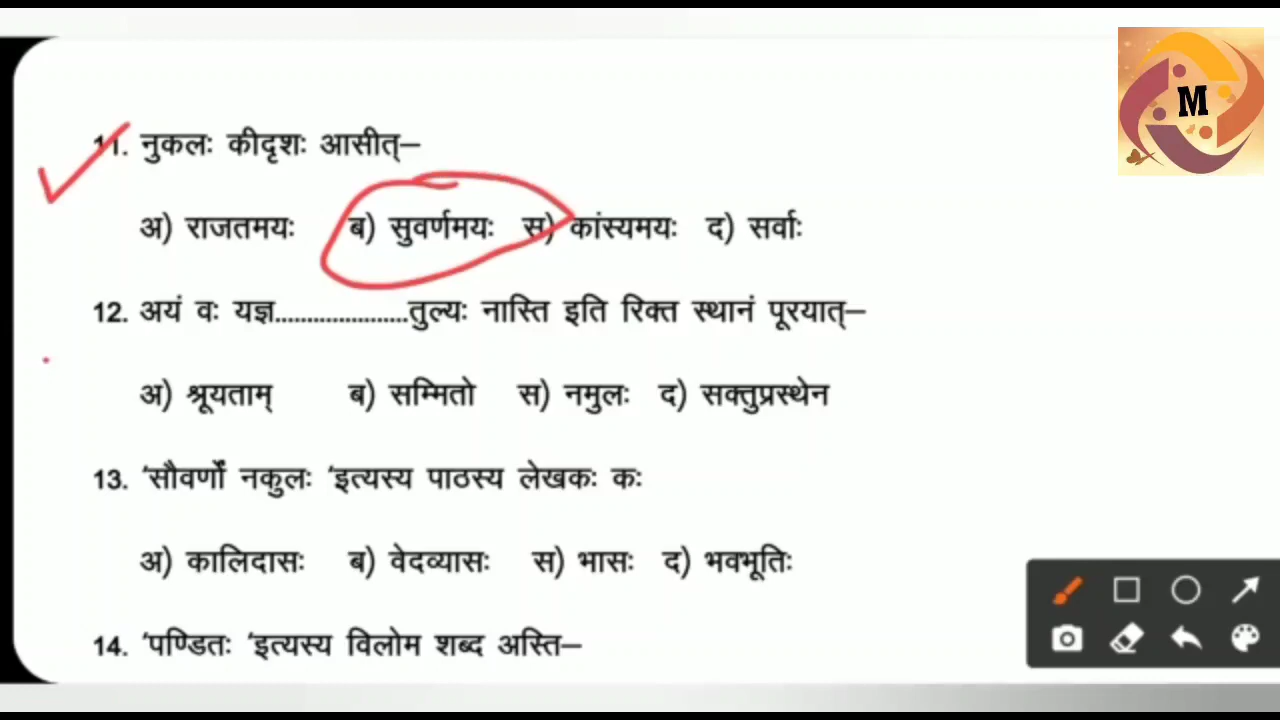 M
11. नुकलः कीदृशः आसीत्–
अ) राजतमयः ब) सुवर्णमयः स) कांस्यमयः द) सर्वाः
12. अयं वः यज्ञ.....................तुल्यः नास्ति इति रिक्त स्थानं पूरयात्–
अ) श्रूयताम् ब) सम्मितो स) नमुलः द) सक्तुप्रस्थेन
13. ‘सौवर्णों नकुलः ‘इत्यस्य पाठस्य लेखकः कः
अ) कालिदासः ब) वेदव्यासः स) भासः द) भवभूतिः
14. ‘पण्डितः ‘इत्यस्य विलोम शब्द अस्ति–